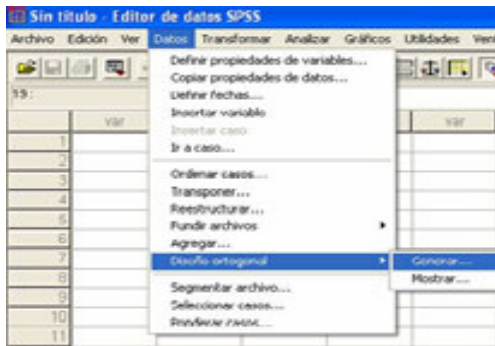 Sin título - Editor de datos SPSS
Archivo Edición Ver Datos Transformar Analizar Gráficos Utilidades Vent
19:
Definir propiedades de variables...
Copiar propiedades de datos...
Definir fechas...
Insertar variable
Insertar caso
Ir a caso...
var var
1
2
3
4
5
6
7
8
9
10
11
Ordenar casos...
Transponer...
Reestructurar...
Fundir archivos
Agregar...
Diseño ortogonal
Generar...
Mostrar...
Segmentar archivo...
Seleccionar casos...
Ponderar casos...